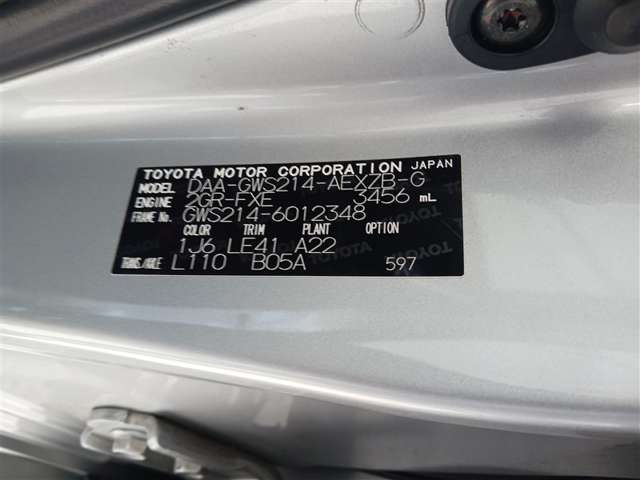 TOYOTA MOTOR CORPORATION JAPAN
MODEL DAA-GWS214-AEXZB-G
ENGINE 2GR-FXE 3456 mL
FRAME No. GWS214-6012348
COLOR TRIM PLANT OPTION
1J6 LE41 A22
TRANS/AXLE L110 B05A 597